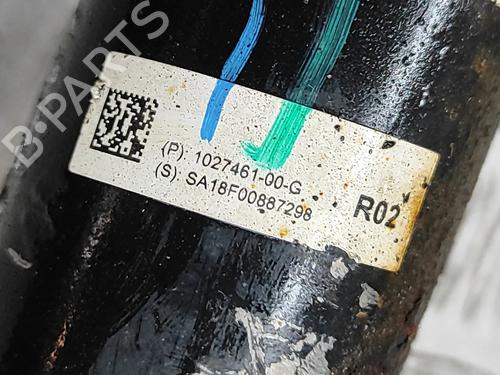 B-PARTS
(P): 1027461-00-G
(S): SA18F00887298
R02